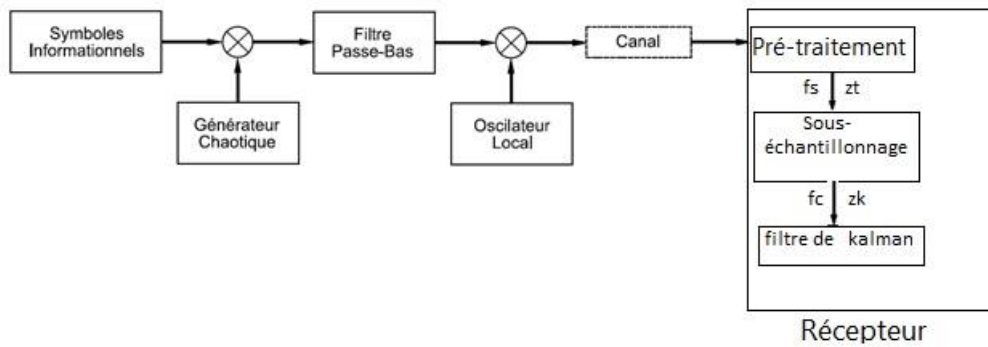 Symboles
Informationnels
Filtre
Passe-Bas
Canal
Pré-traitement
fs zt
Générateur
Chaotique
Oscilateur
Local
Sous-
échantillonnage
fc zk
filtre de kalman
Récepteur